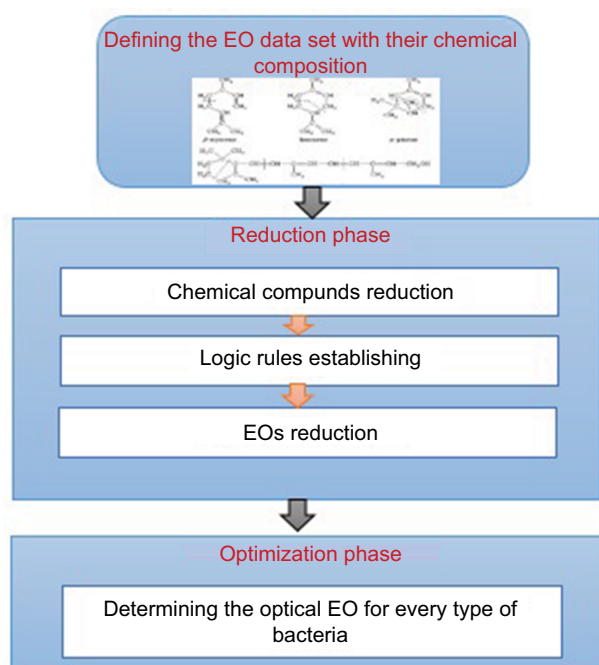 Defining the EO data set with their chemical
composition
Reduction phase
Chemical compunds reduction
Logic rules establishing
EOs reduction
Optimization phase
Determining the optical EO for every type of
bacteria